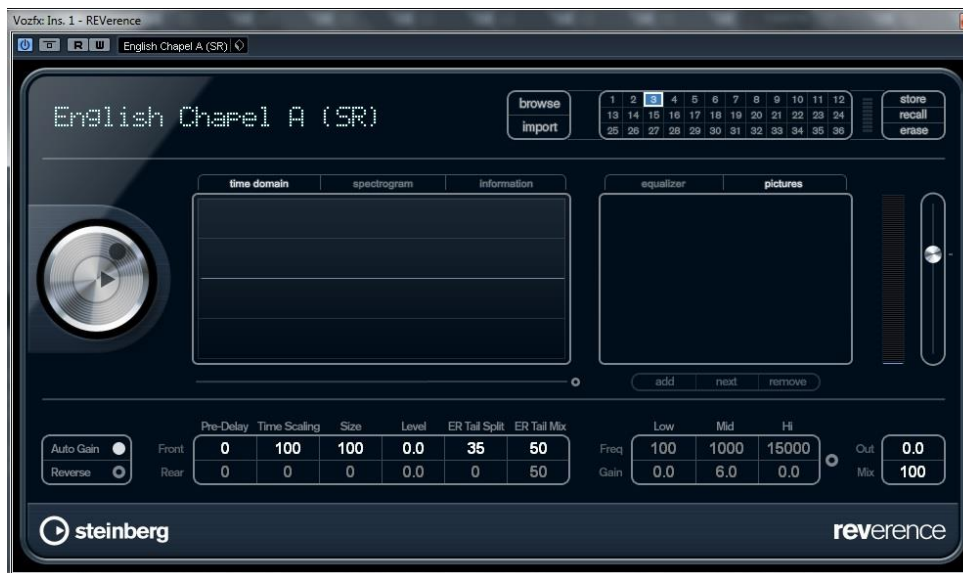 Vozfx: Ins. 1 - REVerence
R W English Chapel A (SR)
English Chapel A (SR)
browse
import
1 2 3 4 5 6 7 8 9 10 11 12
13 14 15 16 17 18 19 20 21 22 23 24
25 26 27 28 29 30 31 32 33 34 35 36
store
recall
erase
time domain spectrogram information
equalizer pictures
add next remove
Pre-Delay Time Scaling Size Level ER Tail Split ER Tail Mix
Low Mid Hi
Auto Gain Front 0 100 100 0.0 35 50 Freq 100 1000 15000 Out 0.0
Reverse Rear 0 0 0 0.0 0 50 Gain 0.0 6.0 0.0 Mix 100
steinberg
reverence